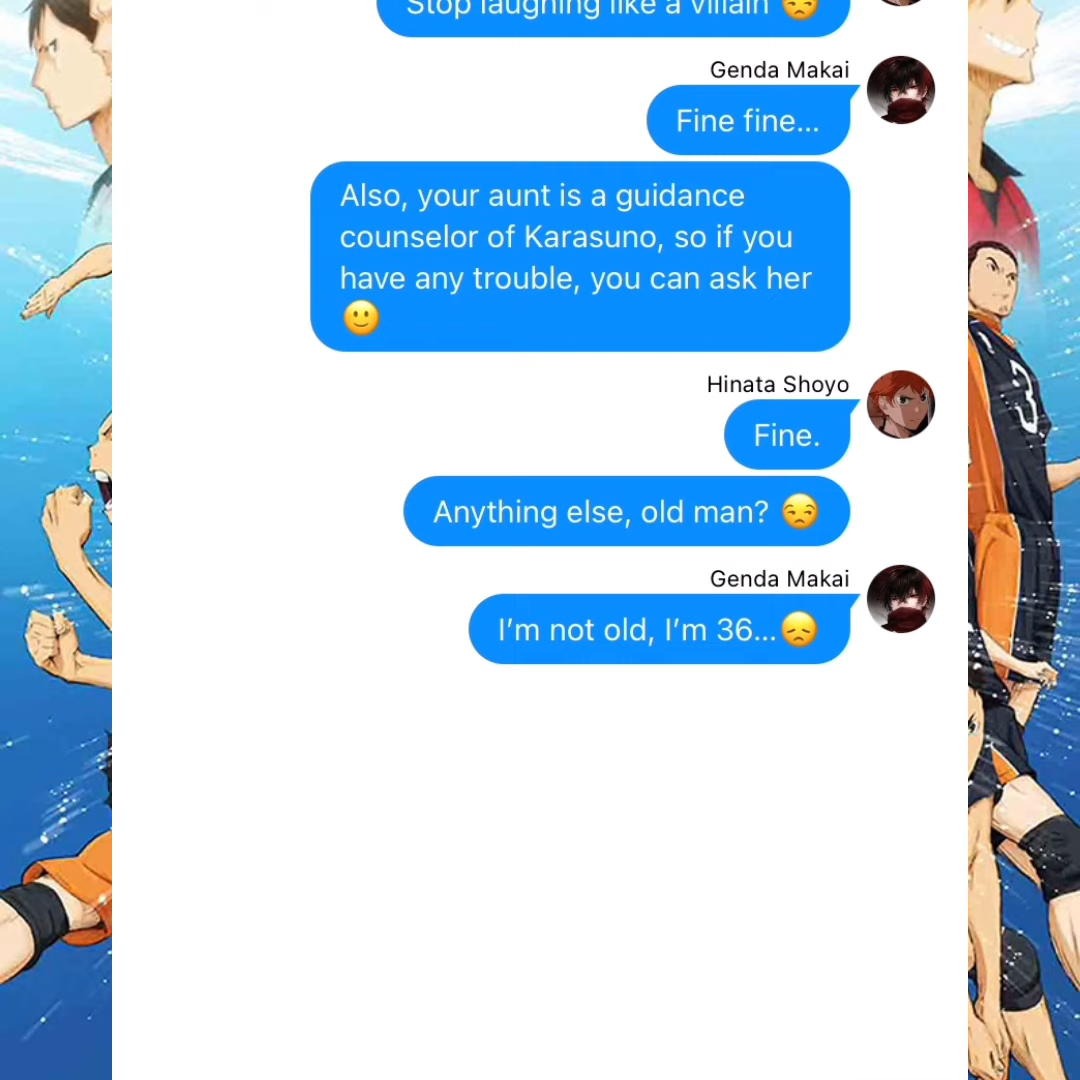 Stop laughing like a villain 😒
Genda Makai
Fine fine...
Also, your aunt is a guidance
counselor of Karasuno, so if you
have any trouble, you can ask her
🙂
Hinata Shoyo
Fine.
Anything else, old man? 😒
Genda Makai
I’m not old, I’m 36...😞
3